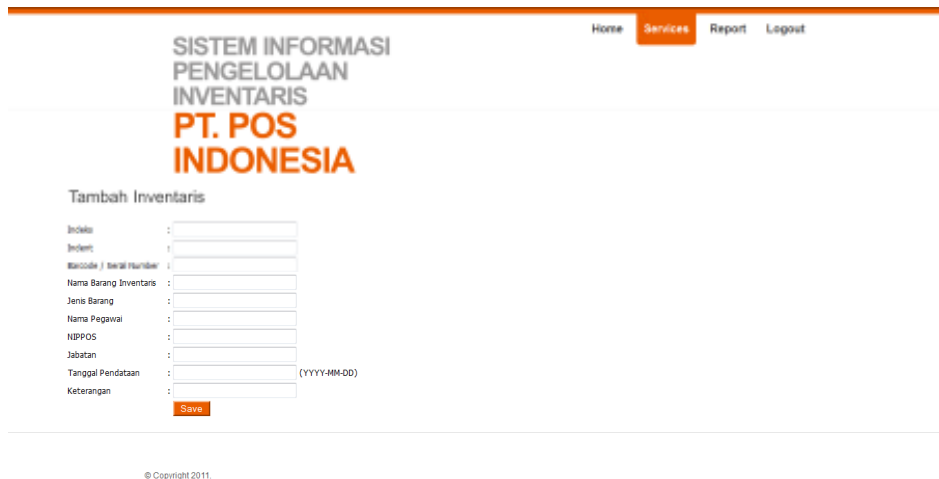 Home Services Report Logout
SISTEM INFORMASI
PENGELOLAAN
INVENTARIS
PT. POS
INDONESIA
Tambah Inventaris
Indeks :
Indent :
Barcode / Serial Number :
Nama Barang Inventaris :
Jenis Barang :
Nama Pegawai :
NIPPOS :
Jabatan :
Tanggal Pendataan : (YYYY-MM-DD)
Keterangan :
Save
© Copyright 2011.